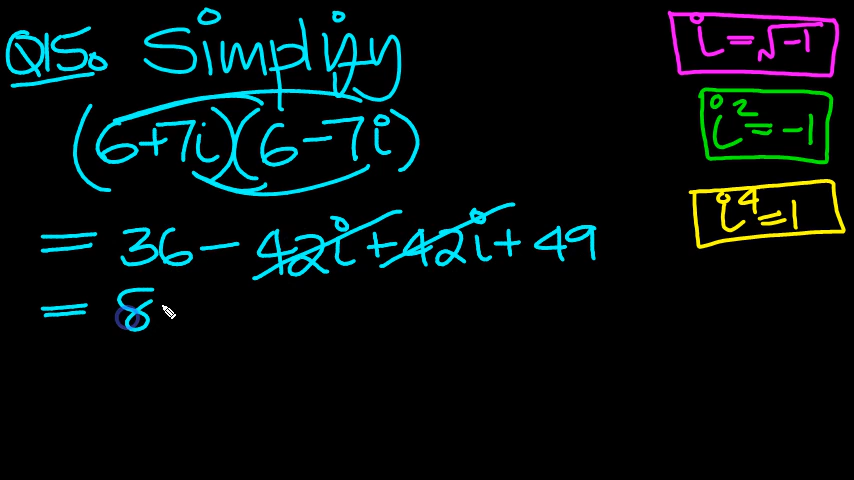 Q15. Simplify
(6+7i)(6-7i)
= 36 - 42i + 42i + 49
= 8
i = √-1
i² = -1
i⁴ = 1